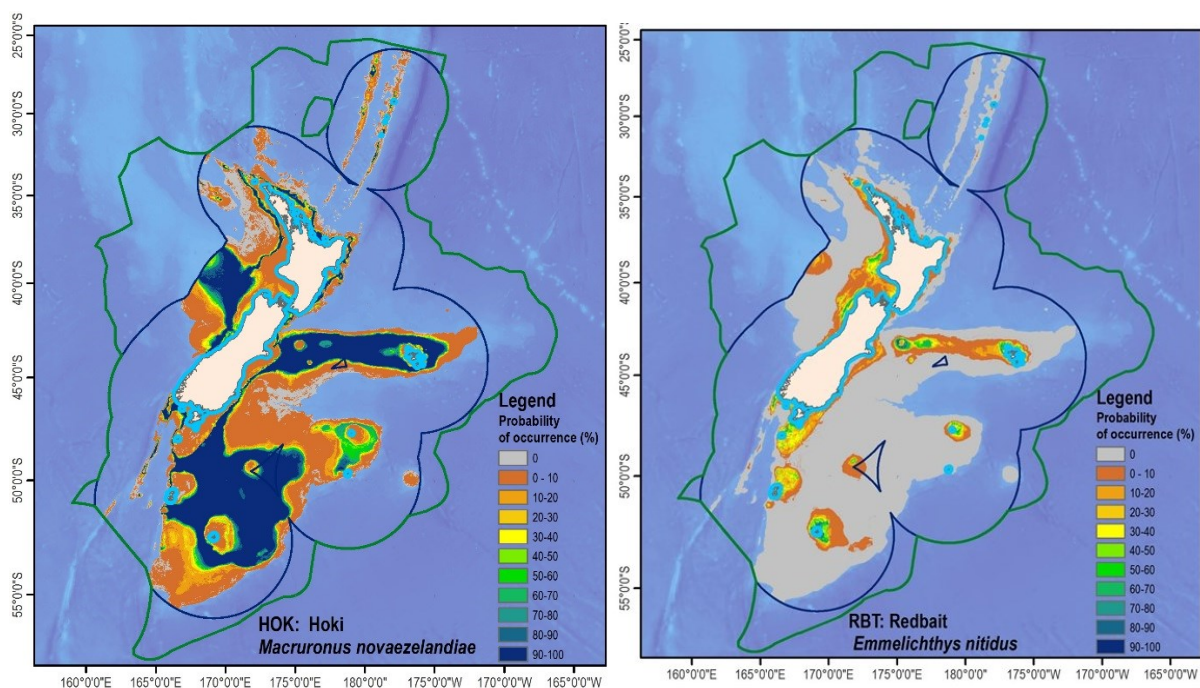 25°0'0"S
30°0'0"S
35°0'0"S
40°0'0"S
45°0'0"S
50°0'0"S
55°0'0"S
Legend
Probability
of occurrence (%)
0
0 - 10
10-20
20-30
30-40
40-50
50-60
60-70
70-80
80-90
90-100
HOK: Hoki
Macruronus novaezelandiae
160°0'0"E
165°0'0"E
170°0'0"E
175°0'0"E
180°0'0"
175°0'0"W
170°0'0"W
165°0'0"W
25°0'0"S
30°0'0"S
35°0'0"S
40°0'0"S
45°0'0"S
50°0'0"S
55°0'0"S
Legend
Probability
of occurrence (%)
0
0 - 10
10-20
20-30
30-40
40-50
50-60
60-70
70-80
80-90
90-100
RBT: Redbait
Emmelichthys nitidus
160°0'0"E
165°0'0"E
170°0'0"E
175°0'0"E
180°0'0"
175°0'0"W
170°0'0"W
165°0'0"W